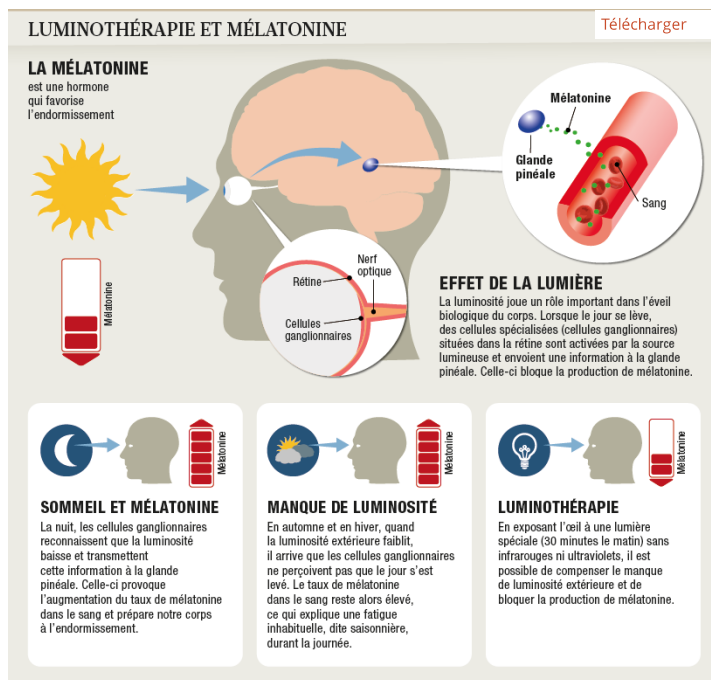 LUMINOTHÉRAPIE ET MÉLATONINE
Télécharger
LA MÉLATONINE
est une hormone
qui favorise
l'endormissement
Mélatonine
Glande
pinéale
Sang
Mélatonine
Rétine
Nerf
optique
Cellules
ganglionnaires
EFFET DE LA LUMIÈRE
La luminosité joue un rôle important dans l'éveil
biologique du corps. Lorsque le jour se lève,
des cellules spécialisées (cellules ganglionnaires)
situées dans la rétine sont activées par la source
lumineuse et envoient une information à la glande
pinéale. Celle-ci bloque la production de mélatonine.
Mélatonine
SOMMEIL ET MÉLATONINE
La nuit, les cellules ganglionnaires
reconnaissent que la luminosité
baisse et transmettent
cette information à la glande
pinéale. Celle-ci provoque
l'augmentation du taux de mélatonine
dans le sang et prépare notre corps
à l'endormissement.
Mélatonine
MANQUE DE LUMINOSITÉ
En automne et en hiver, quand
la luminosité extérieure faiblit,
il arrive que les cellules ganglionnaires
ne perçoivent pas que le jour s'est
levé. Le taux de mélatonine
dans le sang reste alors élevé,
ce qui explique une fatigue
inhabituelle, dite saisonnière,
durant la journée.
Mélatonine
LUMINOTHÉRAPIE
En exposant l'œil à une lumière
spéciale (30 minutes le matin) sans
infrarouges ni ultraviolets, il est
possible de compenser le manque
de luminosité extérieure et de
bloquer la production de mélatonine.